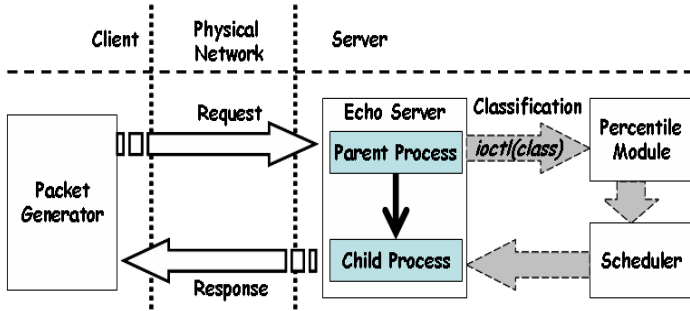 Client
Physical
Network
Server
Request
Echo Server
Classification
Parent Process
ioctl(class)
Percentile
Module
Packet
Generator
Child Process
Scheduler
Response